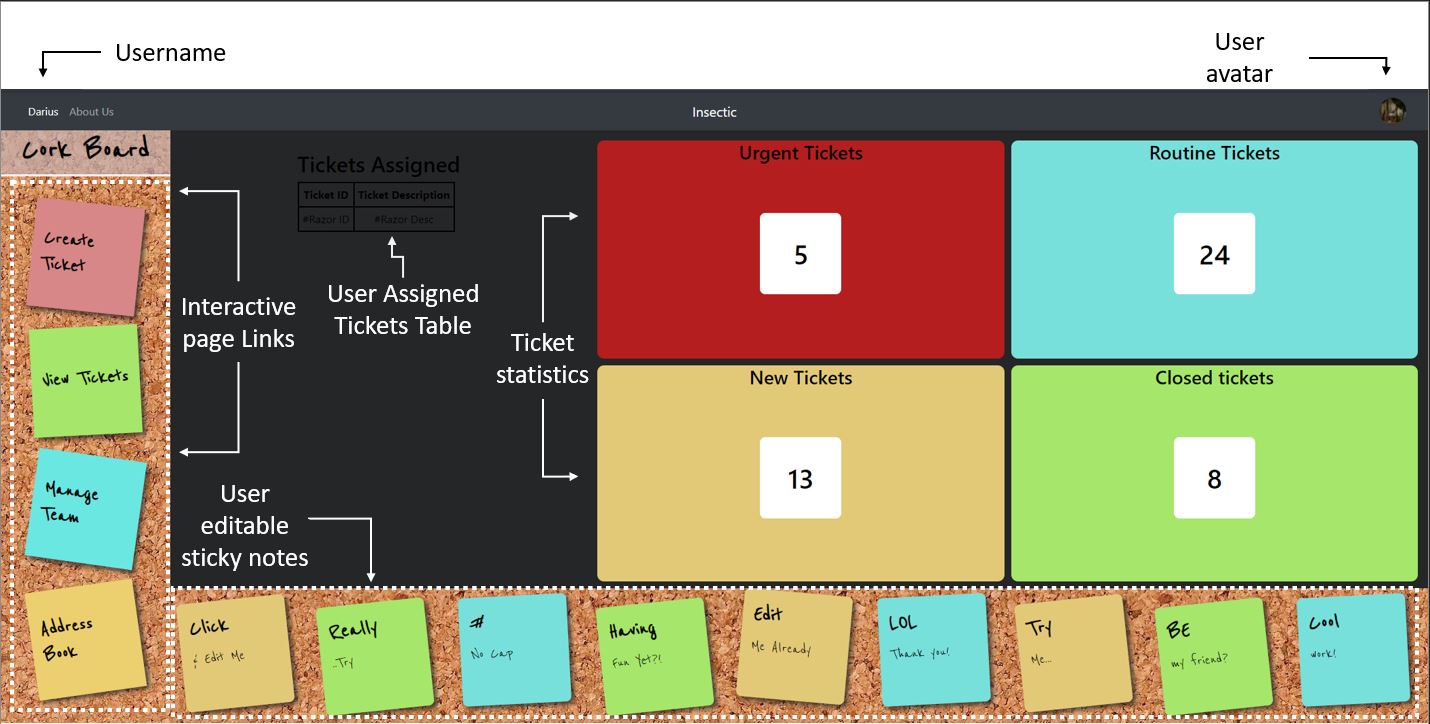 Username
User
avatar
Darius About Us
Insectic
Cork Board
Create
Ticket
View Tickets
Manage
Team
Address
Book
Tickets Assigned
Ticket ID Ticket Description
#Razor ID #Razor Desc
Interactive
page Links
User Assigned
Tickets Table
Ticket
statistics
User
editable
sticky notes
Urgent Tickets
5
Routine Tickets
24
New Tickets
13
Closed tickets
8
Click
& Edit Me
Really
..Try
#
No Cap
Having
Fun Yet?!
Edit
Me Already
LOL
Thank you!
Try
Me...
BE
my friend?
Cool
work!